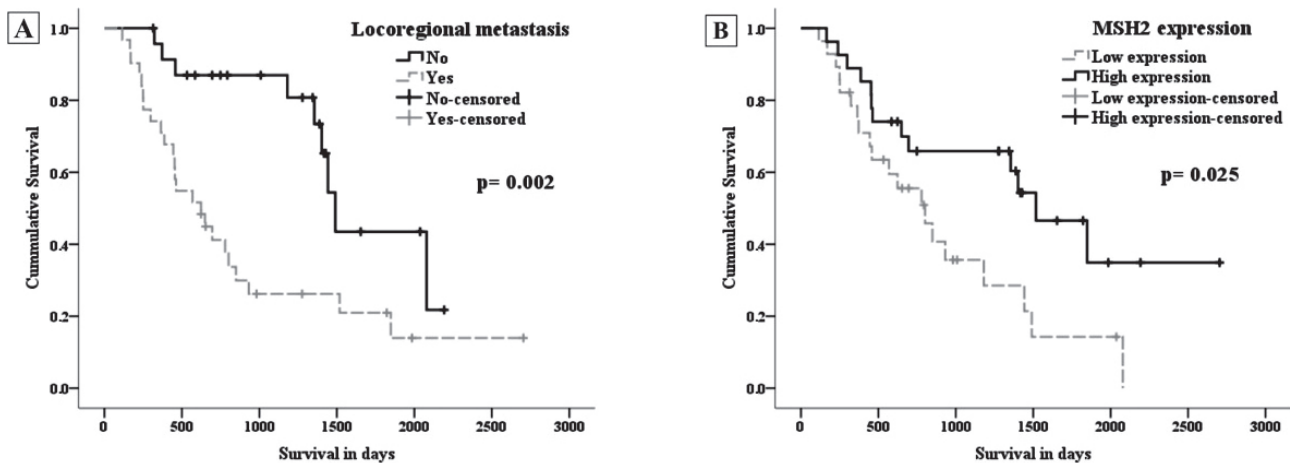 A
Locoregional metastasis
No
Yes
No-censored
Yes-censored
p= 0.002
Cummulative Survival
1.0
0.8
0.6
0.4
0.2
0.0
0 500 1000 1500 2000 2500 3000
Survival in days
B
MSH2 expression
Low expression
High expression
Low expression-censored
High expression-censored
p= 0.025
Cummulative Survival
1.0
0.8
0.6
0.4
0.2
0.0
0 500 1000 1500 2000 2500 3000
Survival in days